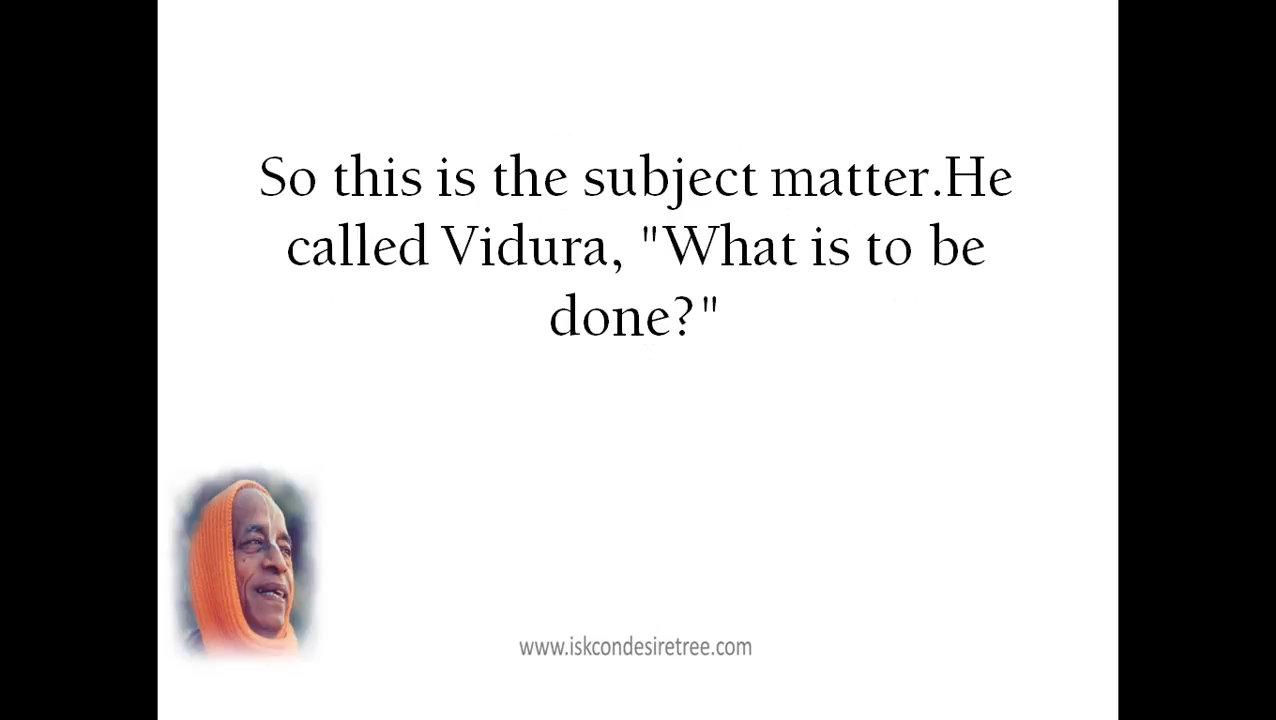 So this is the subject matter.He
called Vidura, "What is to be
done?"
www.iskcondesiretree.com